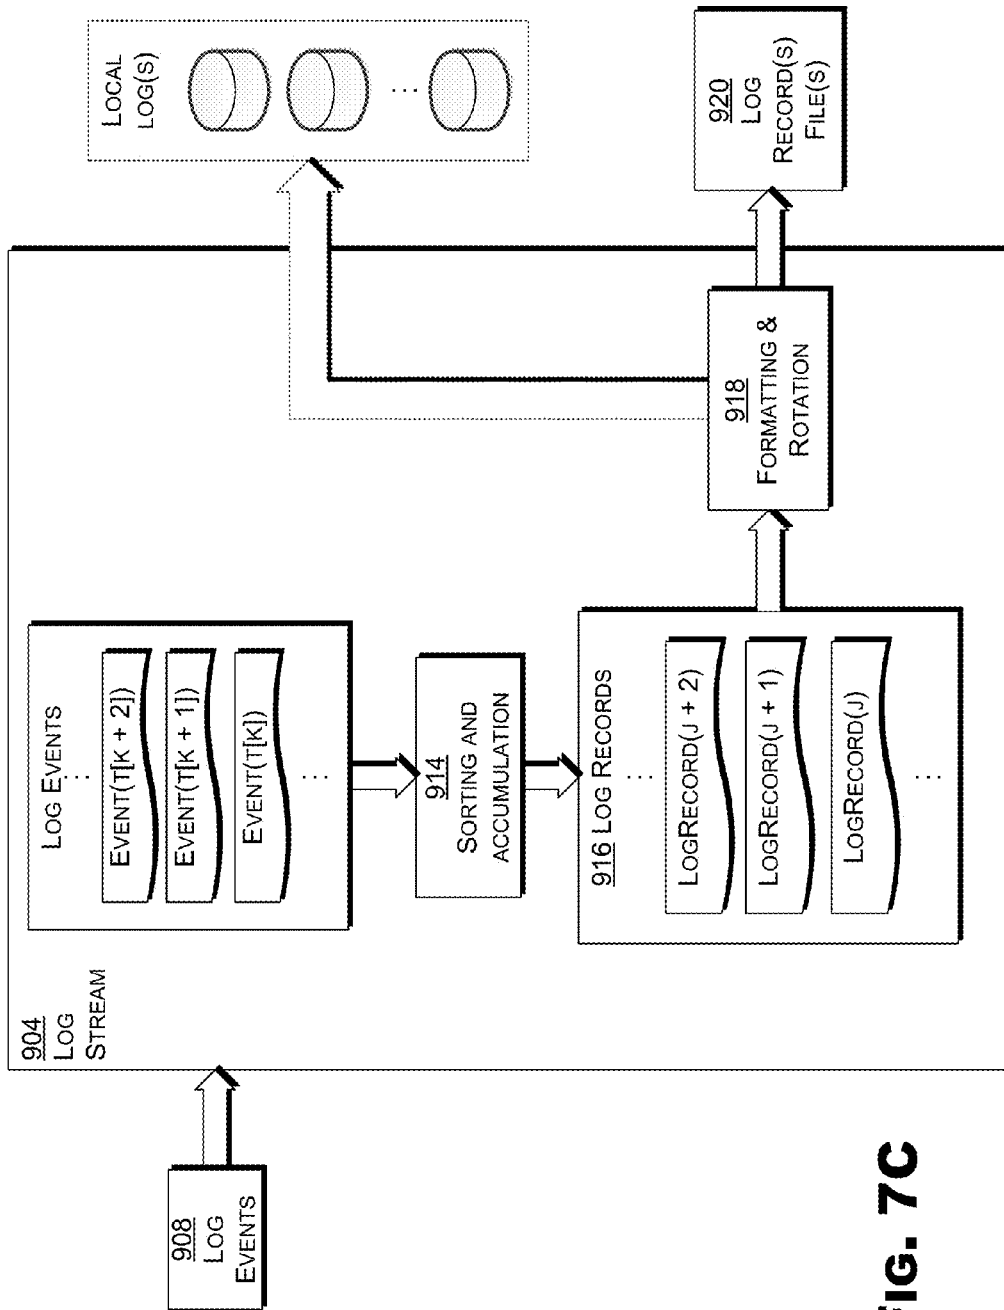 908
LOG
EVENTS
904
LOG
STREAM
LOG EVENTS
...
EVENT(T[K + 2])
EVENT(T[K + 1])
EVENT(T[K])
...
914
SORTING AND
ACCUMULATION
916 LOG RECORDS
...
LOGRECORD(J + 2)
LOGRECORD(J + 1)
LOGRECORD(J)
...
918
FORMATTING &
ROTATION
LOCAL
LOG(S)
...
920
LOG
RECORD(S)
FILE(S)
FIG. 7C